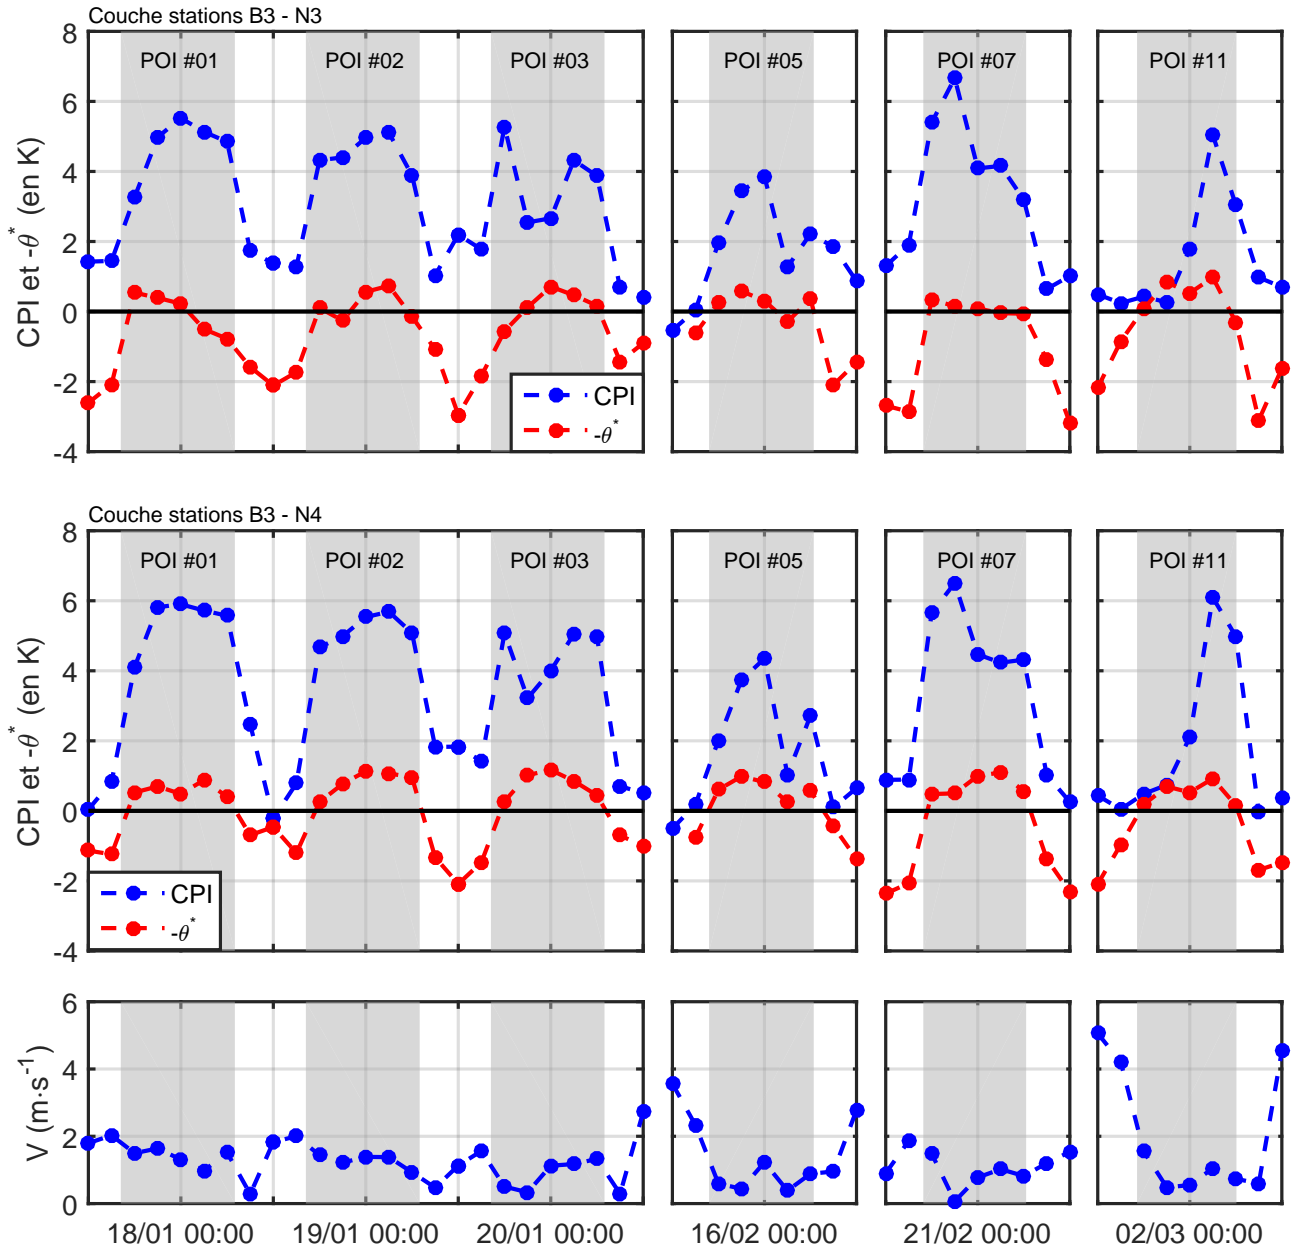 Couche stations B3 - N3
POI #01 POI #02 POI #03 POI #05 POI #07 POI #11
8
6
4
2
0
-2
-4
CPI et -θ* (en K)
CPI
-θ*
Couche stations B3 - N4
POI #01 POI #02 POI #03 POI #05 POI #07 POI #11
8
6
4
2
0
-2
-4
CPI et -θ* (en K)
CPI
-θ*
6
4
2
0
V (m·s⁻¹)
18/01 00:00 19/01 00:00 20/01 00:00 16/02 00:00 21/02 00:00 02/03 00:00